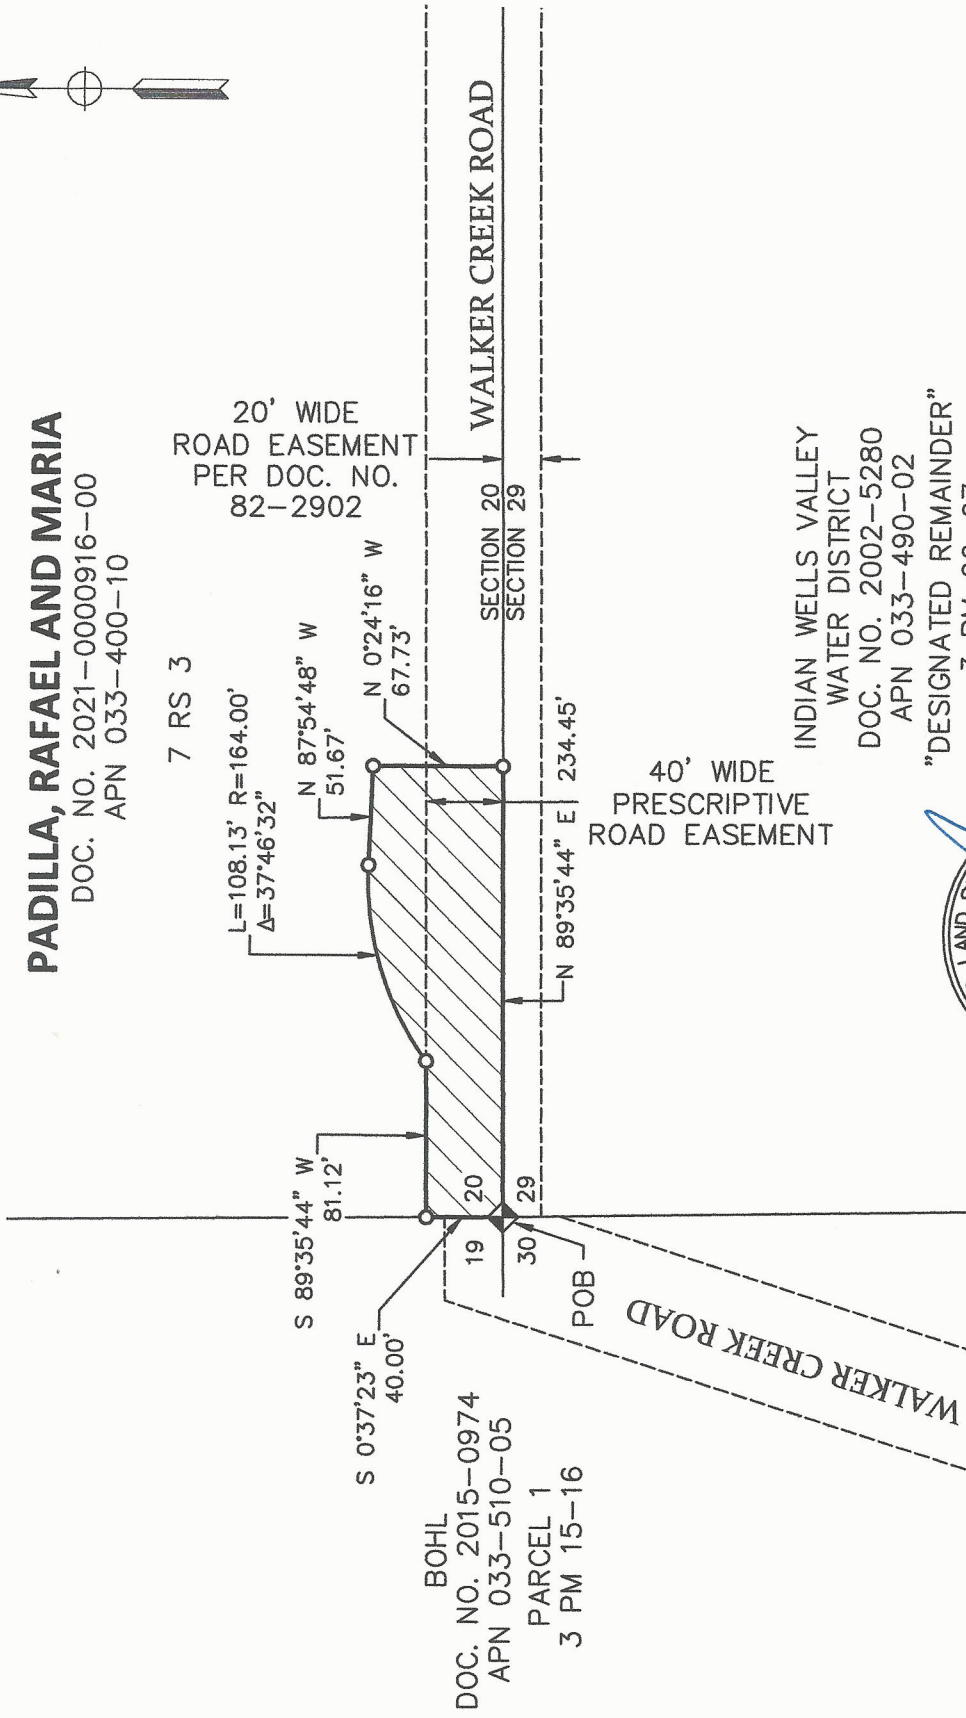 PADILLA, RAFAEL AND MARIA
DOC. NO. 2021-0000916-00
APN 033-400-10
7 RS 3
20' WIDE
ROAD EASEMENT
PER DOC. NO.
82-2902
WALKER CREEK ROAD
L=108.13' R=164.00'
Δ=37°46'32"
N 87°54'48" W
51.67'
N 0°24'16" W
67.73'
SECTION 20
SECTION 29
S 89°35'44" W
81.12'
S 0°37'23" E
40.00'
19
20
30
29
POB
N 89°35'44" E 234.45'
40' WIDE
PRESCRIPTIVE
ROAD EASEMENT
BOHL
DOC. NO. 2015-0974
APN 033-510-05
PARCEL 1
3 PM 15-16
WALKER CREEK ROAD
INDIAN WELLS VALLEY
WATER DISTRICT
DOC. NO. 2002-5280
APN 033-490-02
"DESIGNATED REMAINDER"